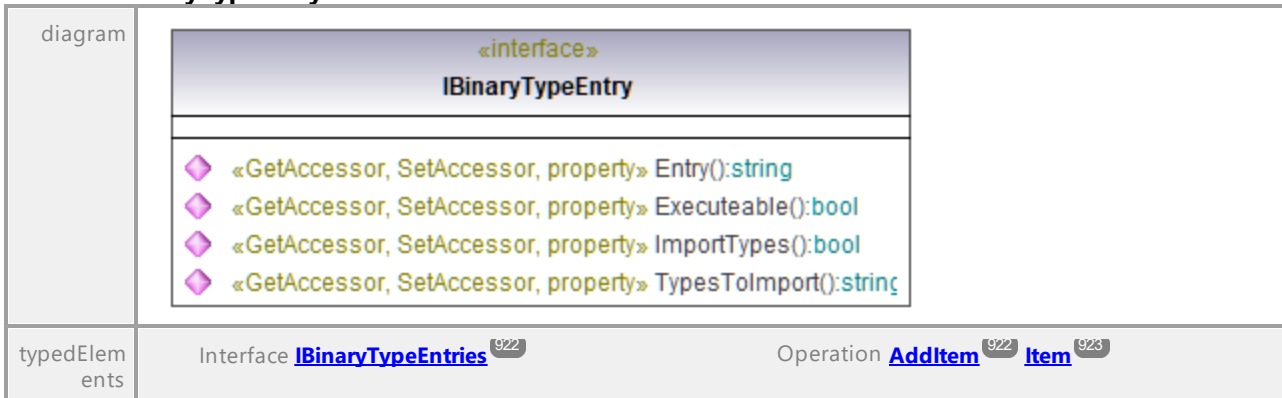 diagram
«interface»
IBinaryTypeEntry
«GetAccessor, SetAccessor, property» Entry():string
«GetAccessor, SetAccessor, property» Executeable():bool
«GetAccessor, SetAccessor, property» ImportTypes():bool
«GetAccessor, SetAccessor, property» TypesToImport():string
typedElem
ents
Interface IBinaryTypeEntries 922 Operation AddItem 922 Item 923